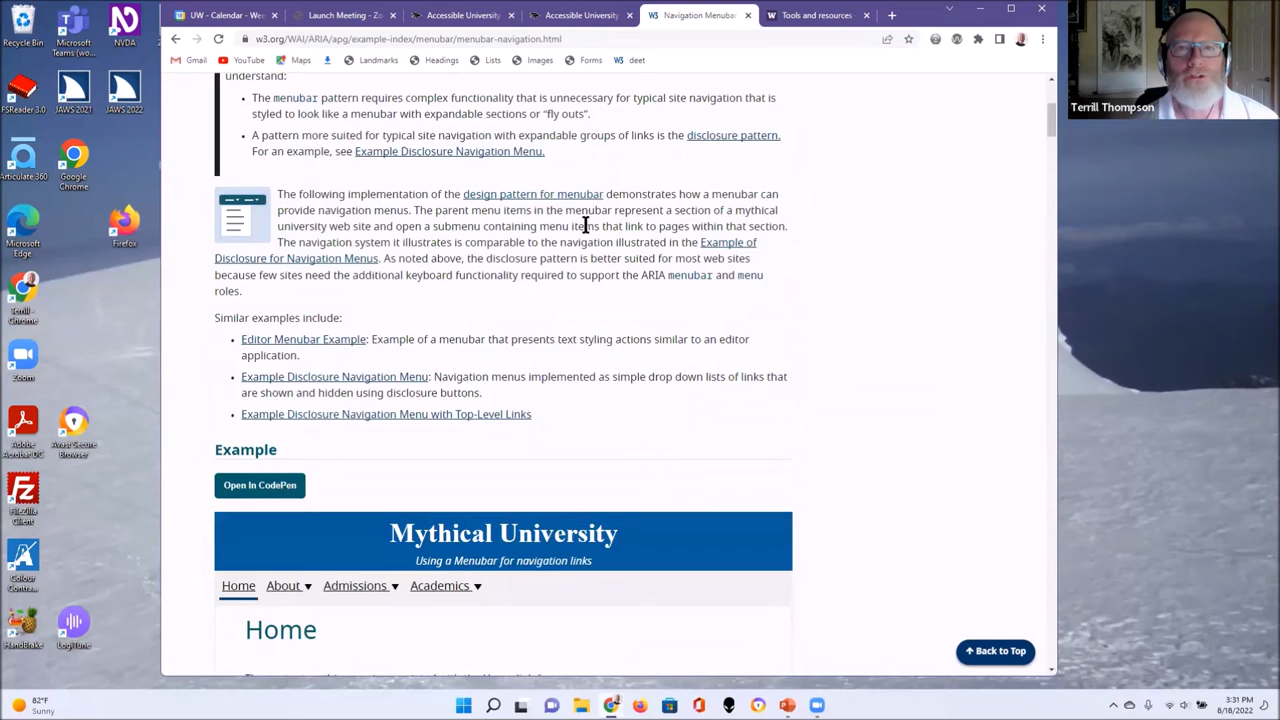 Recycle Bin
Microsoft Teams (wo...
NVDA
FSReader 3.0
JAWS 2021
JAWS 2022
Articulate 360
Google Chrome
Microsoft Edge
Firefox
Terrill - Chrome
Zoom
Adobe Acrobat DC
Avast Secure Browser
FileZilla Client
Colour Contra...
HandBrake
LogiTune
UW - Calendar - Wee
Launch Meeting - Zo
Accessible University
Accessible University
Navigation Menubar
Tools and resources -
w3.org/WAI/ARIA/apg/example-index/menubar/menubar-navigation.html
Gmail
YouTube
Maps
Landmarks
Headings
Lists
Images
Forms
deet
Terrill Thompson
understand:
• The menubar pattern requires complex functionality that is unnecessary for typical site navigation that is
styled to look like a menubar with expandable sections or "fly outs".
• A pattern more suited for typical site navigation with expandable groups of links is the disclosure pattern.
For an example, see Example Disclosure Navigation Menu.
The following implementation of the design pattern for menubar demonstrates how a menubar can
provide navigation menus. The parent menu items in the menubar represent a section of a mythical
university web site and open a submenu containing menu items that link to pages within that section.
The navigation system it illustrates is comparable to the navigation illustrated in the Example of
Disclosure for Navigation Menus. As noted above, the disclosure pattern is better suited for most web sites
because few sites need the additional keyboard functionality required to support the ARIA menubar and menu
roles.
Similar examples include:
• Editor Menubar Example: Example of a menubar that presents text styling actions similar to an editor
application.
• Example Disclosure Navigation Menu: Navigation menus implemented as simple drop down lists of links that
are shown and hidden using disclosure buttons.
• Example Disclosure Navigation Menu with Top-Level Links
Example
Open In CodePen
Mythical University
Using a Menubar for navigation links
Home About Admissions Academics
Home
Back to Top
82°F
Sunny
3:31 PM
8/18/2022